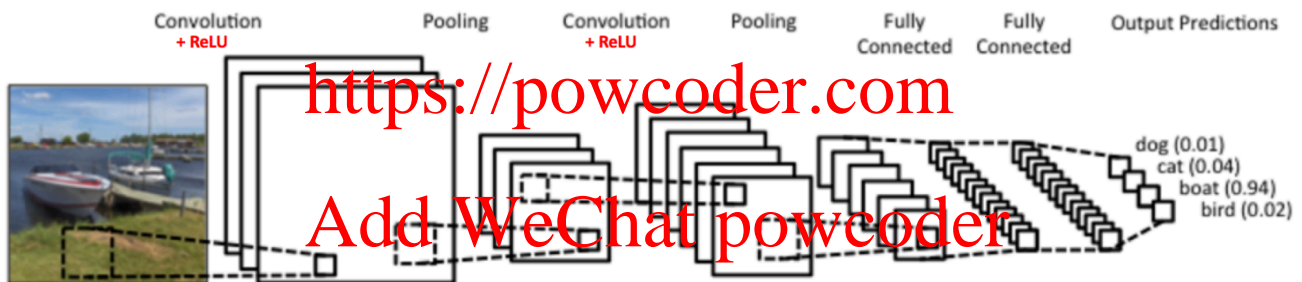 Convolution
+ ReLU
Pooling
Convolution
+ ReLU
Pooling
Fully
Connected
Fully
Connected
Output Predictions
https://powcoder.com
dog (0.01)
cat (0.04)
boat (0.94)
bird (0.02)
Add WeChat powcoder